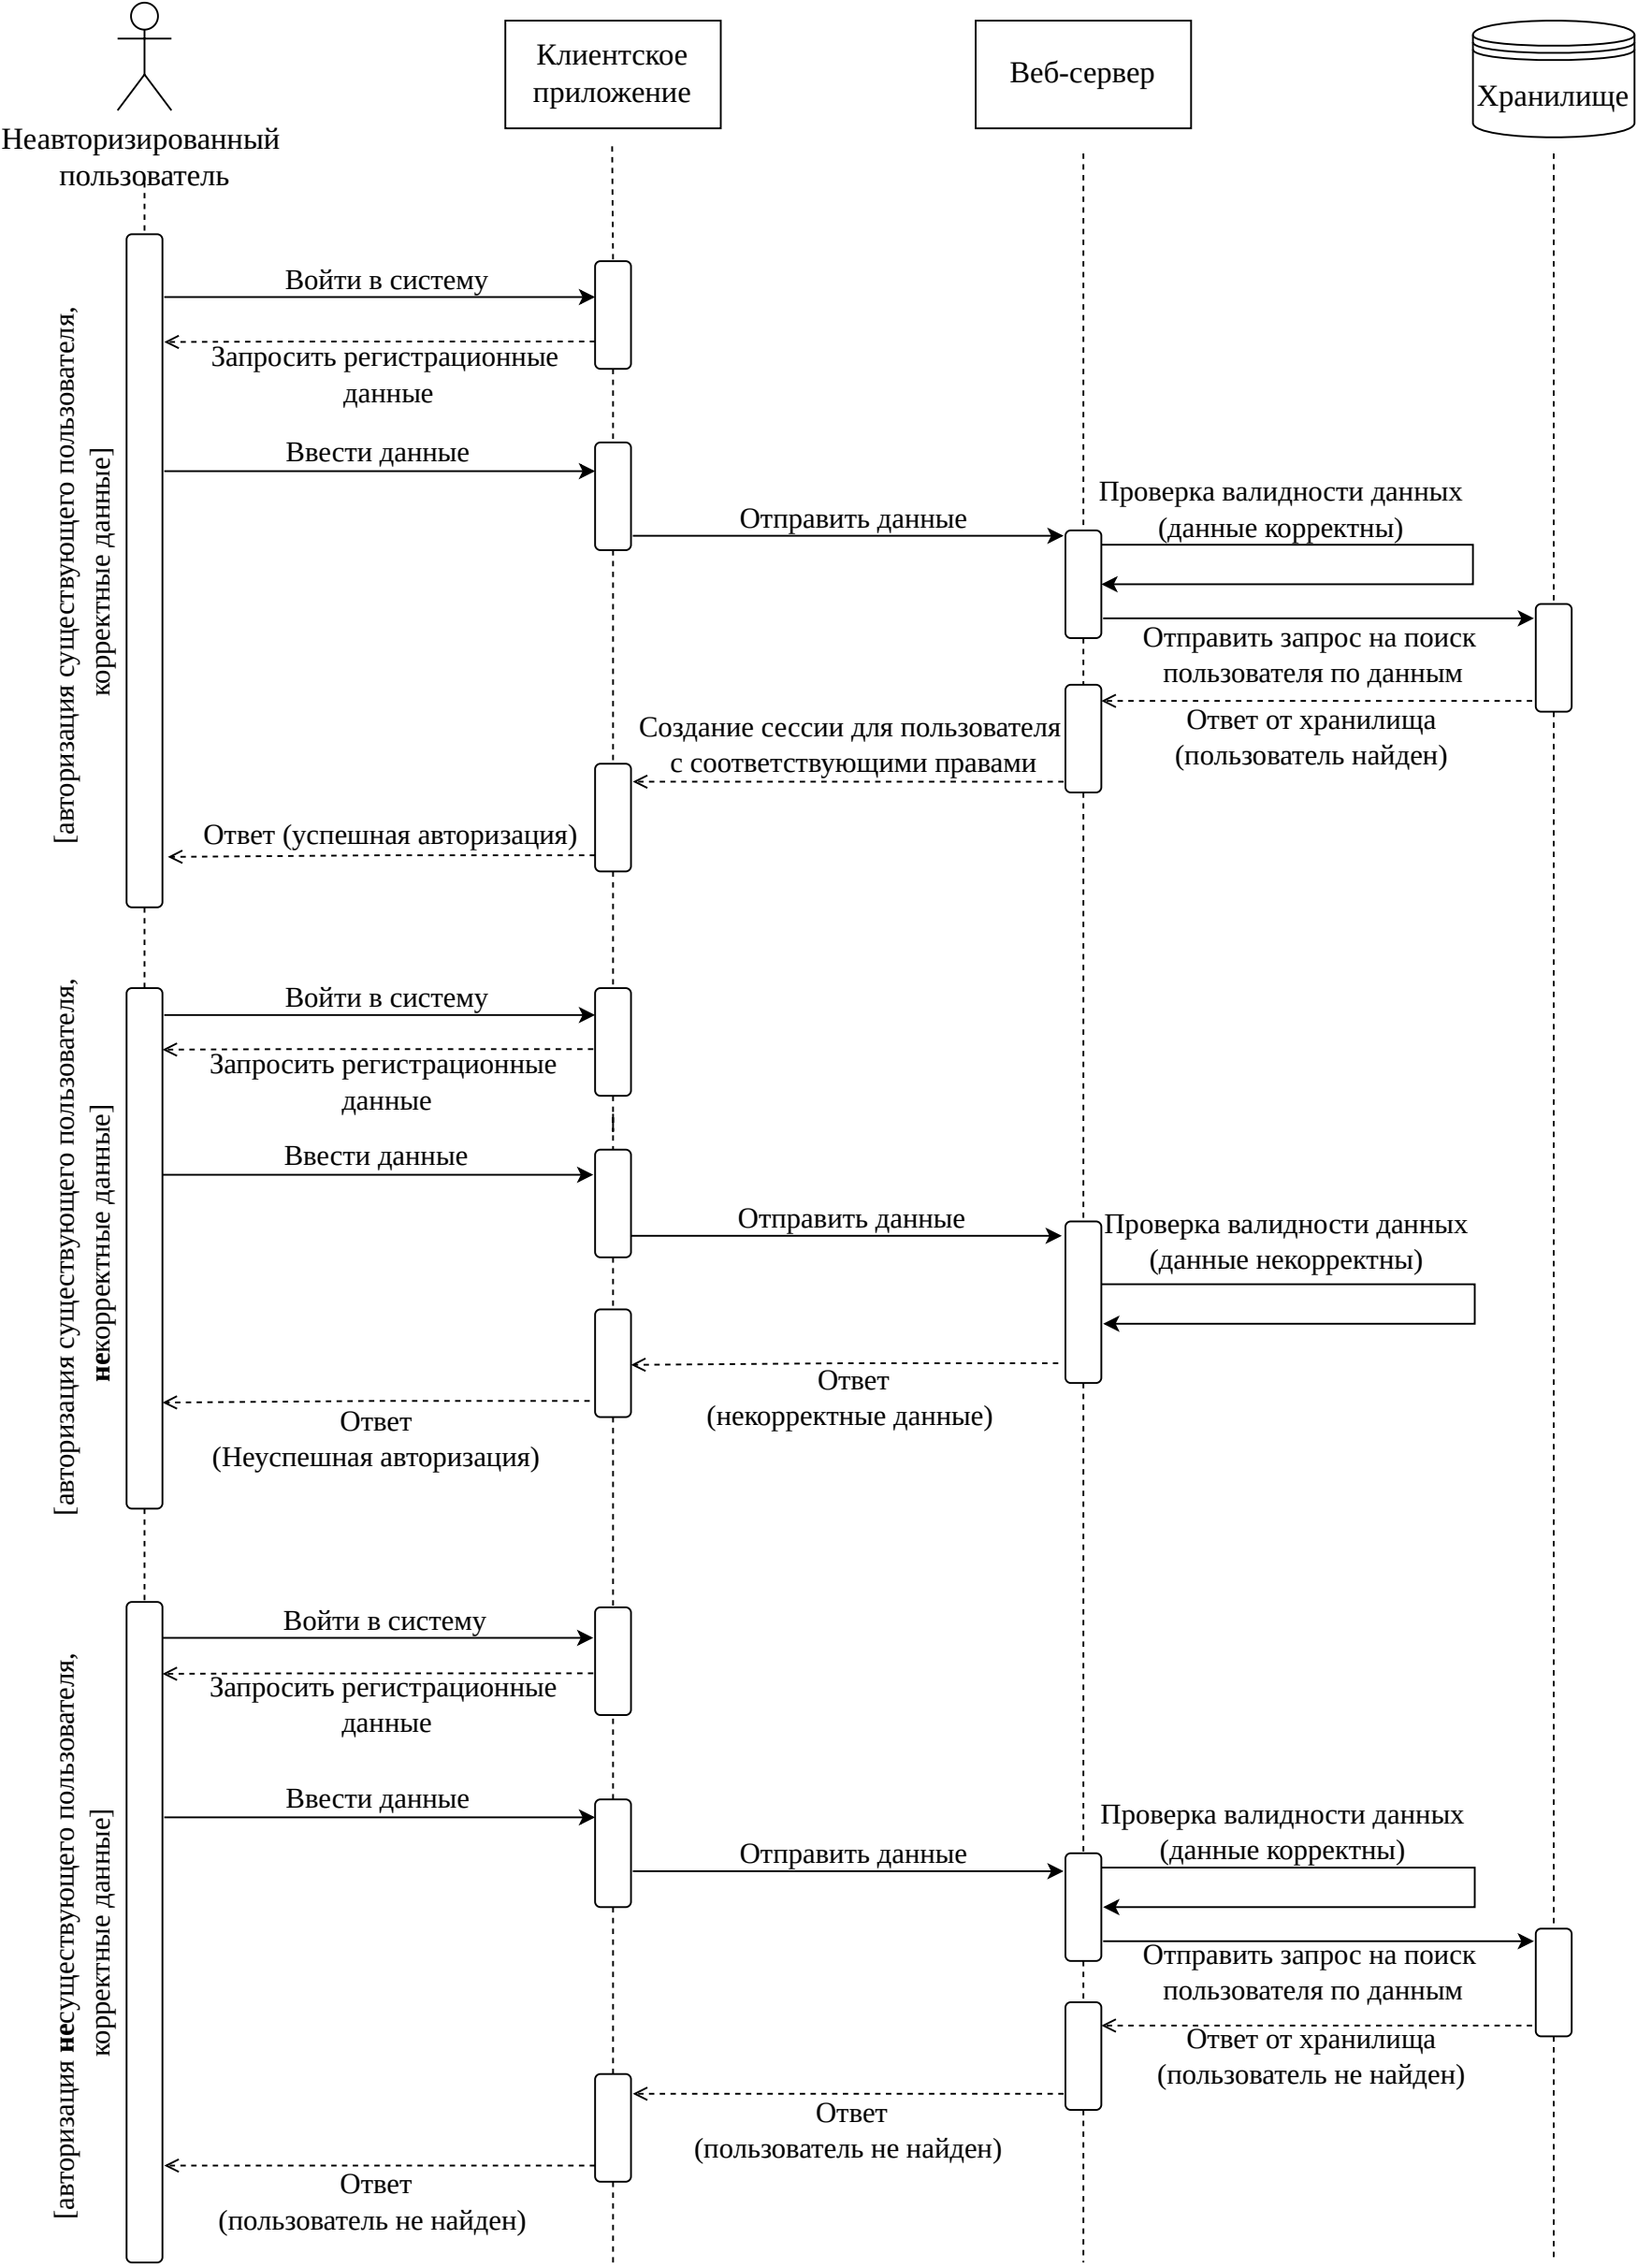 Клиентское
приложение
Веб-сервер
Хранилище
Неавторизированный
пользователь
[авторизация существующего пользователя,
корректные данные]
Войти в систему
Запросить регистрационные
данные
Ввести данные
Отправить данные
Проверка валидности данных
(данные корректны)
Отправить запрос на поиск
пользователя по данным
Ответ от хранилища
(пользователь найден)
Создание сессии для пользователя
с соответствующими правами
Ответ (успешная авторизация)
[авторизация существующего пользователя,
некорректные данные]
Войти в систему
Запросить регистрационные
данные
Ввести данные
Отправить данные
Проверка валидности данных
(данные некорректны)
Ответ
(некорректные данные)
Ответ
(Неуспешная авторизация)
[авторизация несуществующего пользователя,
корректные данные]
Войти в систему
Запросить регистрационные
данные
Ввести данные
Отправить данные
Проверка валидности данных
(данные корректны)
Отправить запрос на поиск
пользователя по данным
Ответ от хранилища
(пользователь не найден)
Ответ
(пользователь не найден)
Ответ
(пользователь не найден)